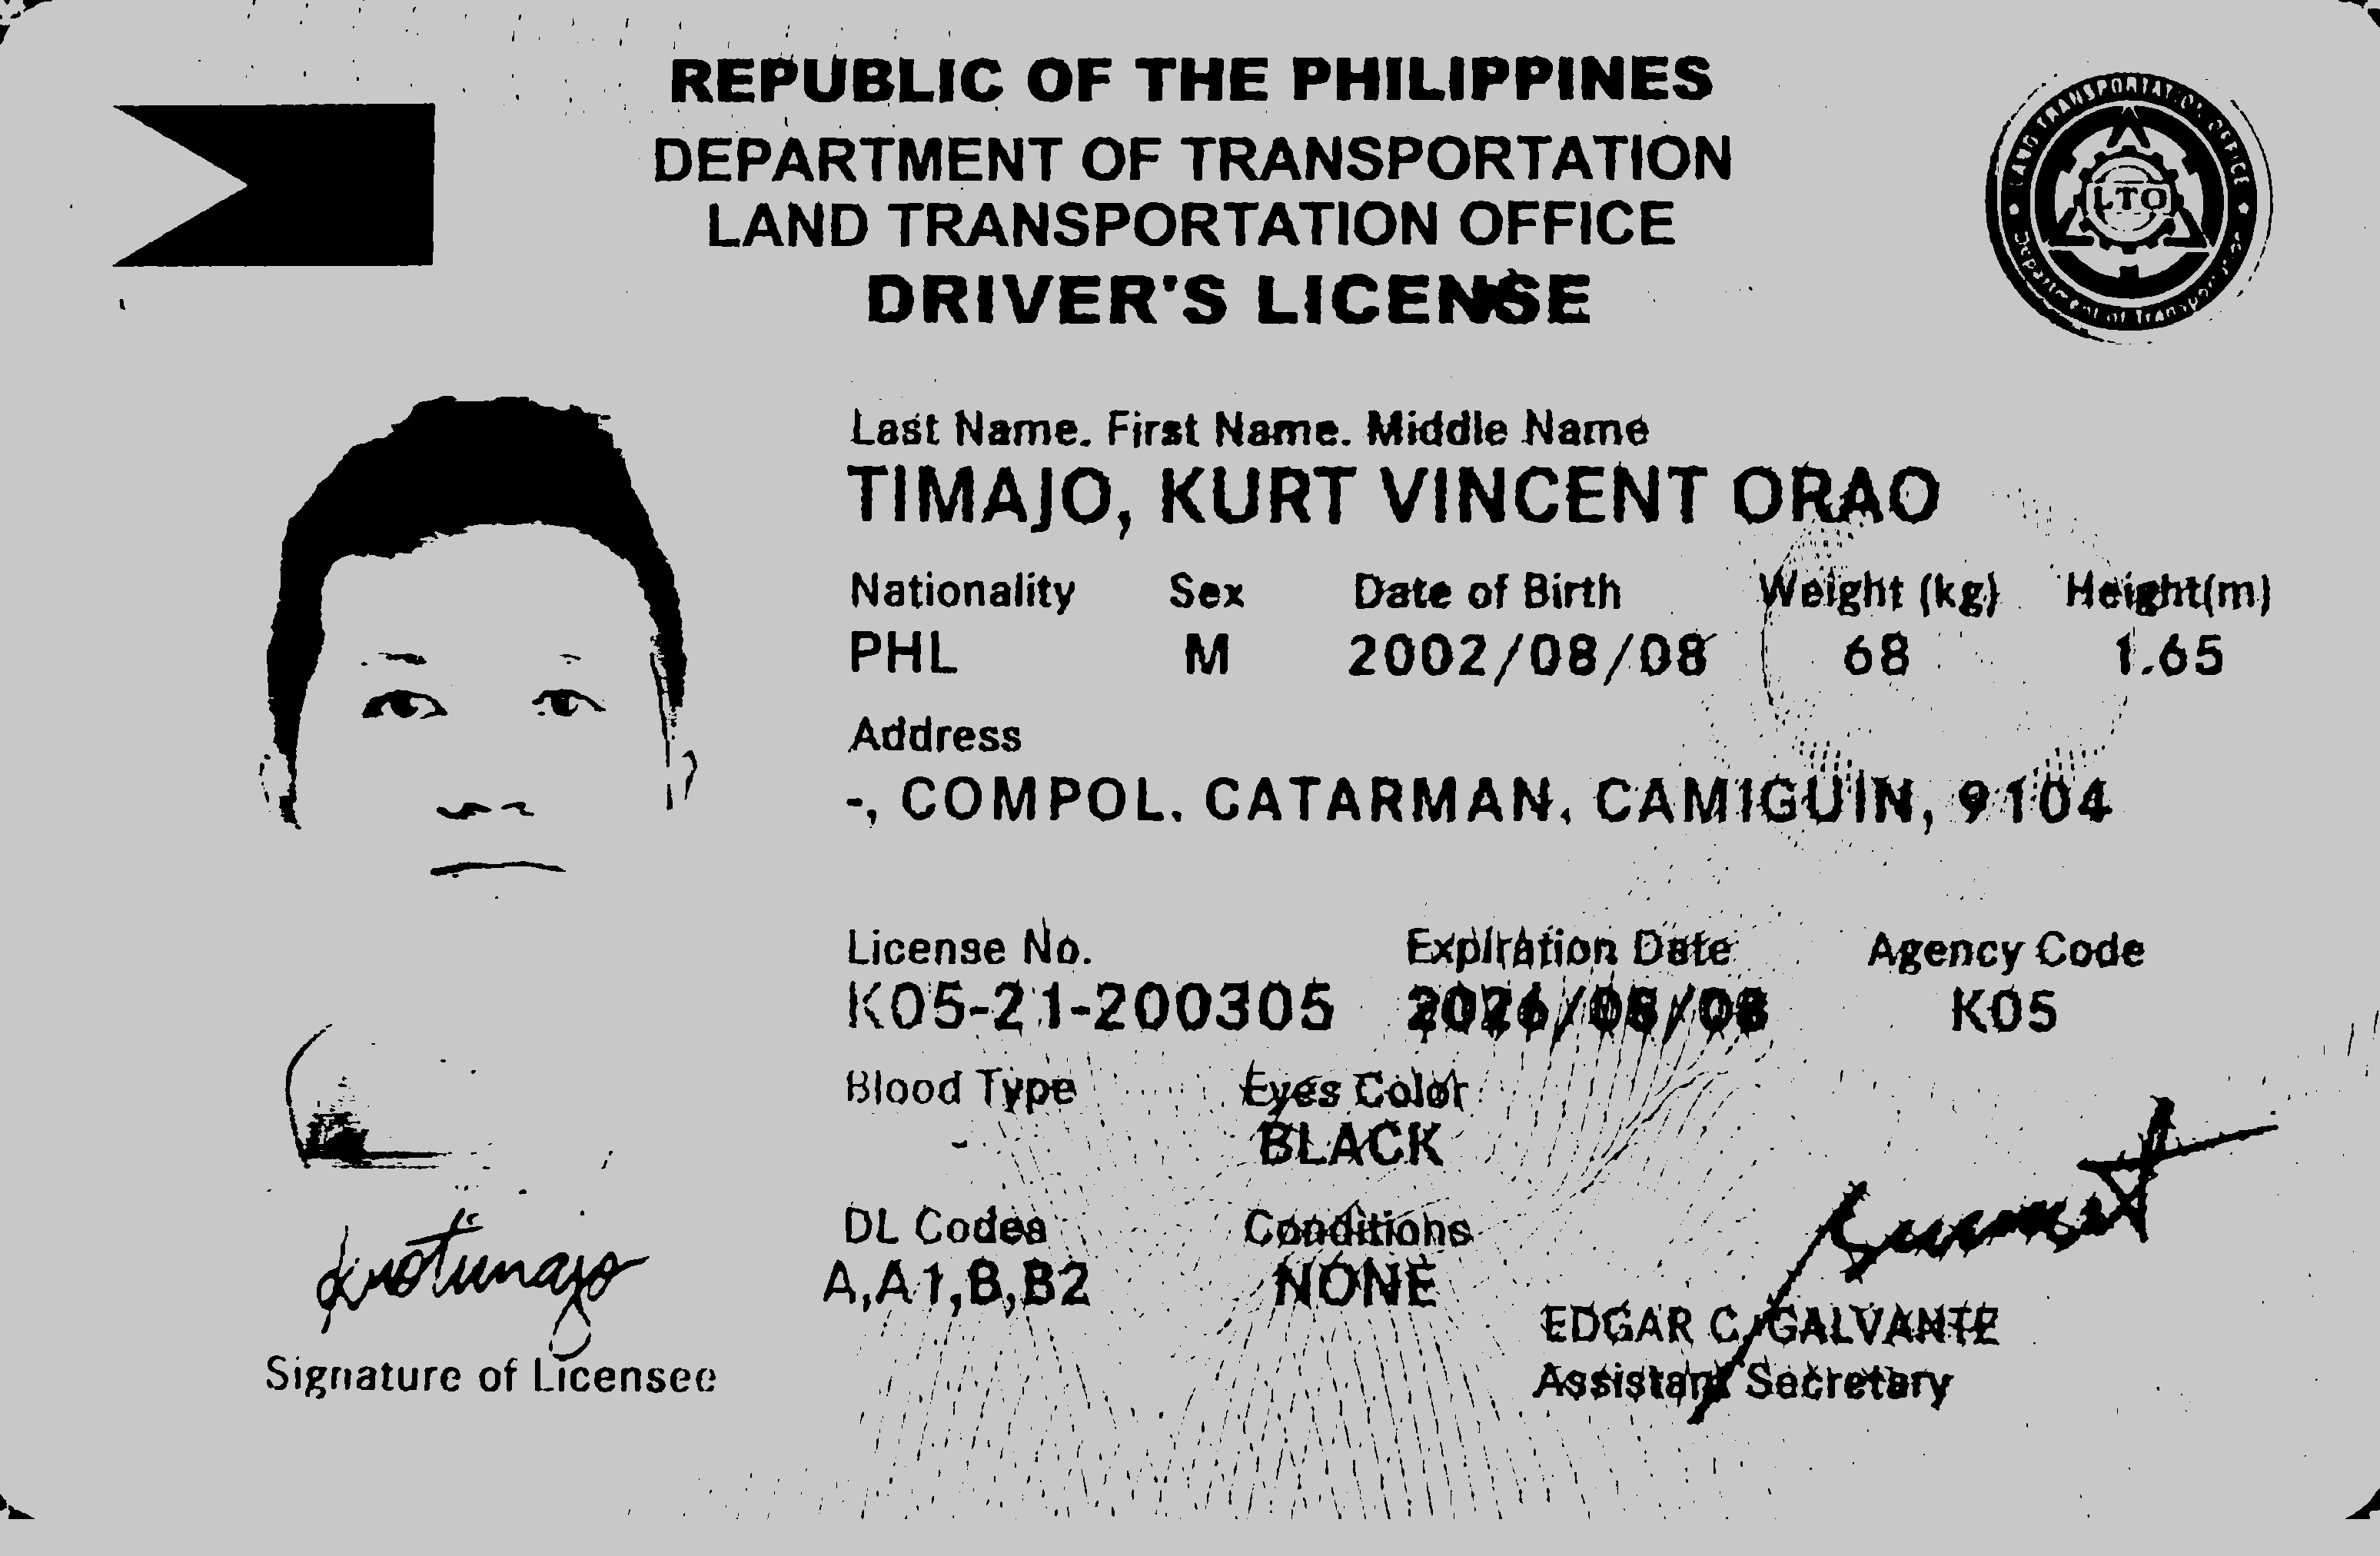 REPUBLIC OF THE PHILIPPINES
DEPARTMENT OF TRANSPORTATION
LAND TRANSPORTATION OFFICE
DRIVER'S LICENSE
LAND TRANSPORTATION OFFICE
LTO
Department of Transportation
Last Name. First Name. Middle Name
TIMAJO, KURT VINCENT ORAO
Nationality Sex Date of Birth Weight (kg) Height(m)
PHL M 2002/08/08 68 1.65
Address
-, COMPOL. CATARMAN. CAMIGUIN, 9104
License No. Expiration Date Agency Code
K05-21-200305 2026/08/08 K05
Blood Type Eyes Color
- BLACK
DL Codes Conditions
A,A1,B,B2 NONE
EDGAR C. GALVANTE
Assistant Secretary
Signature of Licensee